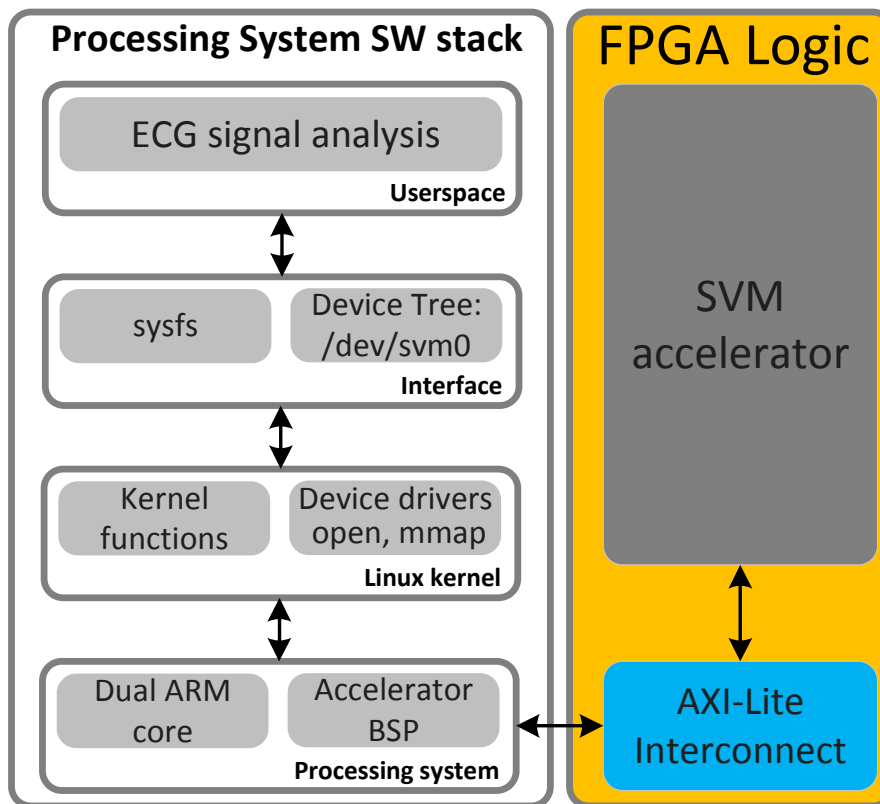 Processing System SW stack
ECG signal analysis
Userspace
sysfs
Device Tree:
/dev/svm0
Interface
Kernel
functions
Device drivers
open, mmap
Linux kernel
Dual ARM
core
Accelerator
BSP
Processing system
FPGA Logic
SVM
accelerator
AXI-Lite
Interconnect